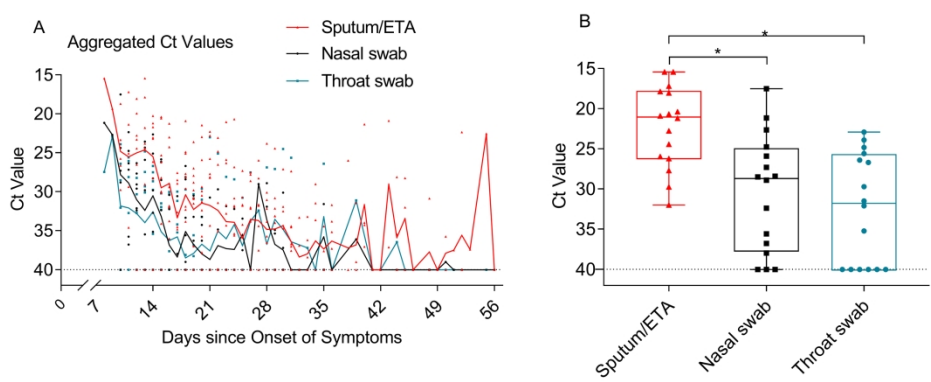 A
Aggregated Ct Values
Sputum/ETA
Nasal swab
Throat swab
Ct Value
15
20
25
30
35
40
0
7
14
21
28
35
42
49
56
Days since Onset of Symptoms
B
*
*
Ct Value
15
20
25
30
35
40
Sputum/ETA
Nasal swab
Throat swab